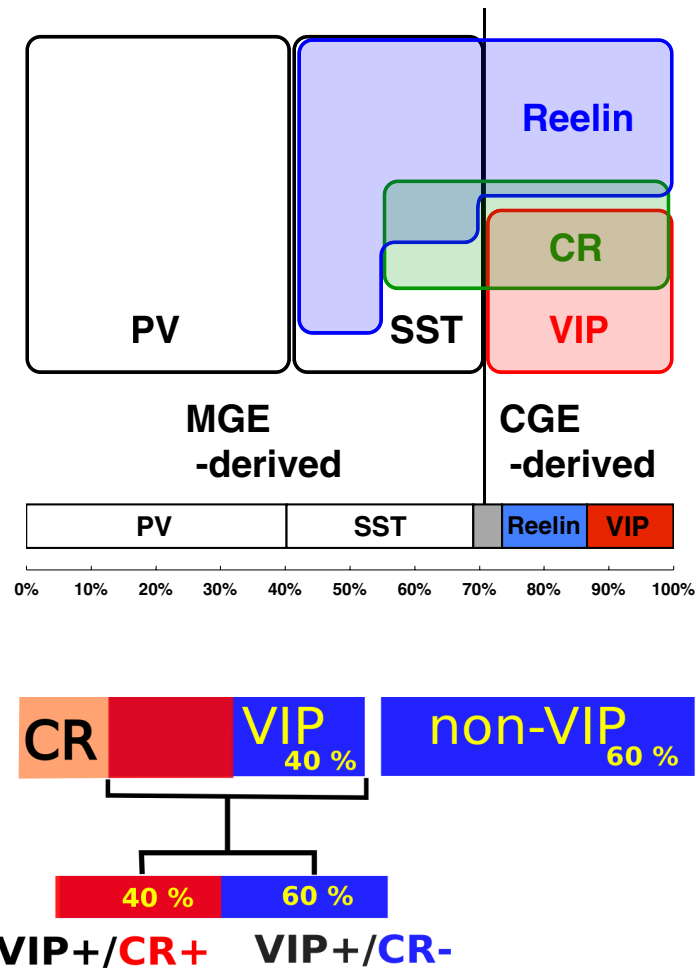 Reelin
CR
PV SST VIP
MGE CGE
-derived -derived
PV SST Reelin VIP
0% 10% 20% 30% 40% 50% 60% 70% 80% 90% 100%
CR VIP non-VIP
40 % 60 %
40 % 60 %
VIP+/CR+ VIP+/CR-